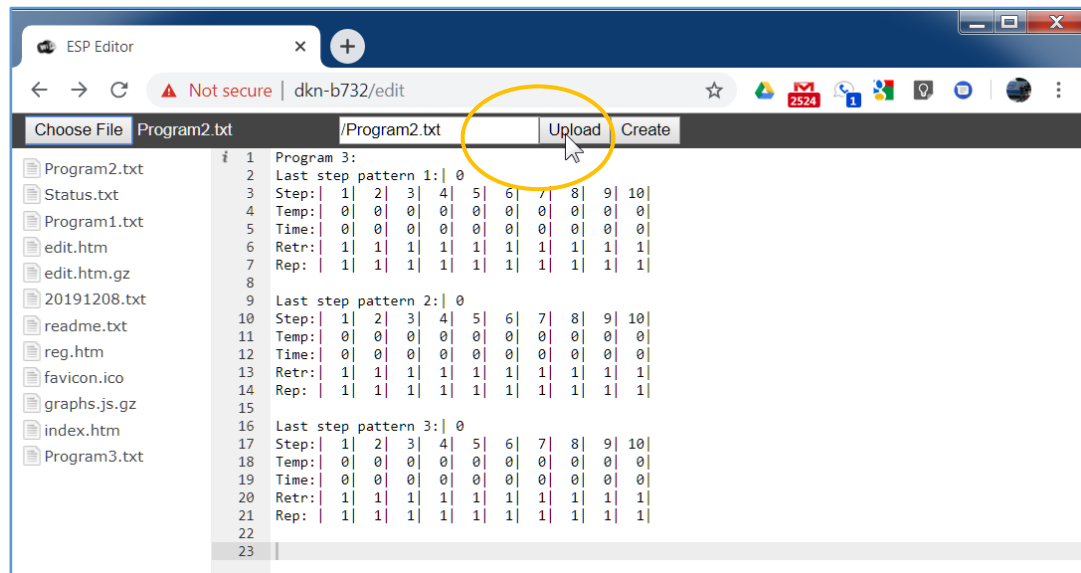 ESP Editor
Not secure | dkn-b732/edit
2524
1
Choose File Program2.txt /Program2.txt Upload Create
Program2.txt
Status.txt
Program1.txt
edit.htm
edit.htm.gz
20191208.txt
readme.txt
reg.htm
favicon.ico
graphs.js.gz
index.htm
Program3.txt
i 1 Program 3:
2 Last step pattern 1:| 0
3 Step:| 1| 2| 3| 4| 5| 6| 7| 8| 9| 10|
4 Temp:| 0| 0| 0| 0| 0| 0| 0| 0| 0| 0|
5 Time:| 0| 0| 0| 0| 0| 0| 0| 0| 0| 0|
6 Retr:| 1| 1| 1| 1| 1| 1| 1| 1| 1| 1|
7 Rep: | 1| 1| 1| 1| 1| 1| 1| 1| 1| 1|
8
9 Last step pattern 2:| 0
10 Step:| 1| 2| 3| 4| 5| 6| 7| 8| 9| 10|
11 Temp:| 0| 0| 0| 0| 0| 0| 0| 0| 0| 0|
12 Time:| 0| 0| 0| 0| 0| 0| 0| 0| 0| 0|
13 Retr:| 1| 1| 1| 1| 1| 1| 1| 1| 1| 1|
14 Rep: | 1| 1| 1| 1| 1| 1| 1| 1| 1| 1|
15
16 Last step pattern 3:| 0
17 Step:| 1| 2| 3| 4| 5| 6| 7| 8| 9| 10|
18 Temp:| 0| 0| 0| 0| 0| 0| 0| 0| 0| 0|
19 Time:| 0| 0| 0| 0| 0| 0| 0| 0| 0| 0|
20 Retr:| 1| 1| 1| 1| 1| 1| 1| 1| 1| 1|
21 Rep: | 1| 1| 1| 1| 1| 1| 1| 1| 1| 1|
22
23